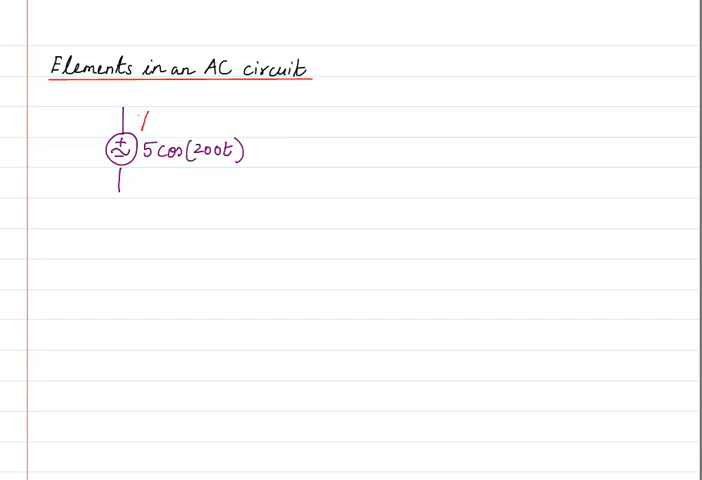 Elements in an AC circuit
5cos(200t)